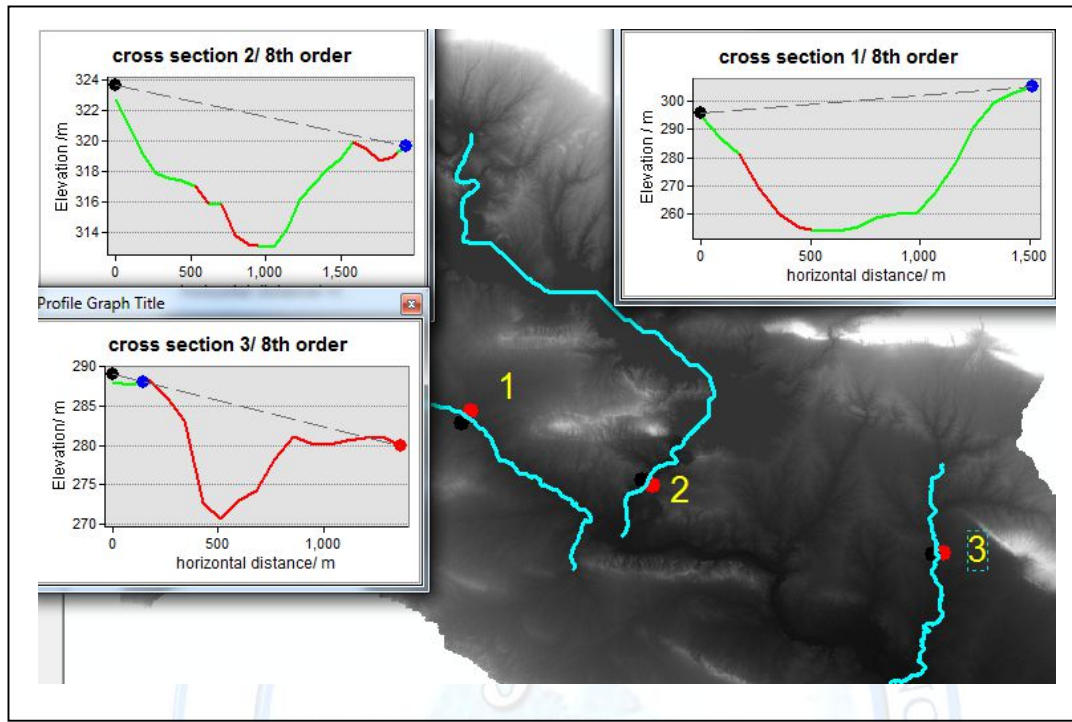 cross section 2/ 8th order
Elevation /m
324
322
320
318
316
314
0 500 1,000 1,500
cross section 1/ 8th order
Elevation /m
300
290
280
270
260
0 500 1,000 1,500
horizontal distance/ m
Profile Graph Title
x
cross section 3/ 8th order
Elevation/ m
290
285
280
275
270
0 500 1,000
horizontal distance/ m
1
2
3